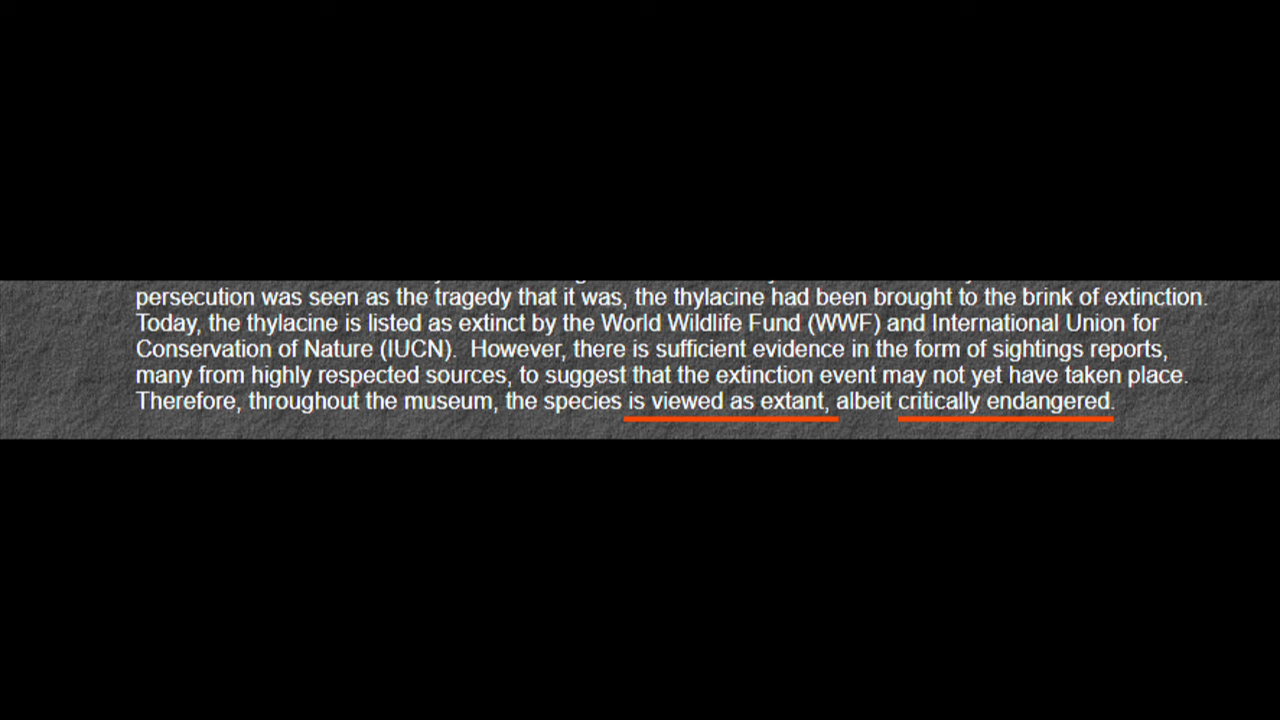 persecution was seen as the tragedy that it was, the thylacine had been brought to the brink of extinction.
Today, the thylacine is listed as extinct by the World Wildlife Fund (WWF) and International Union for
Conservation of Nature (IUCN).  However, there is sufficient evidence in the form of sightings reports,
many from highly respected sources, to suggest that the extinction event may not yet have taken place.
Therefore, throughout the museum, the species is viewed as extant, albeit critically endangered.